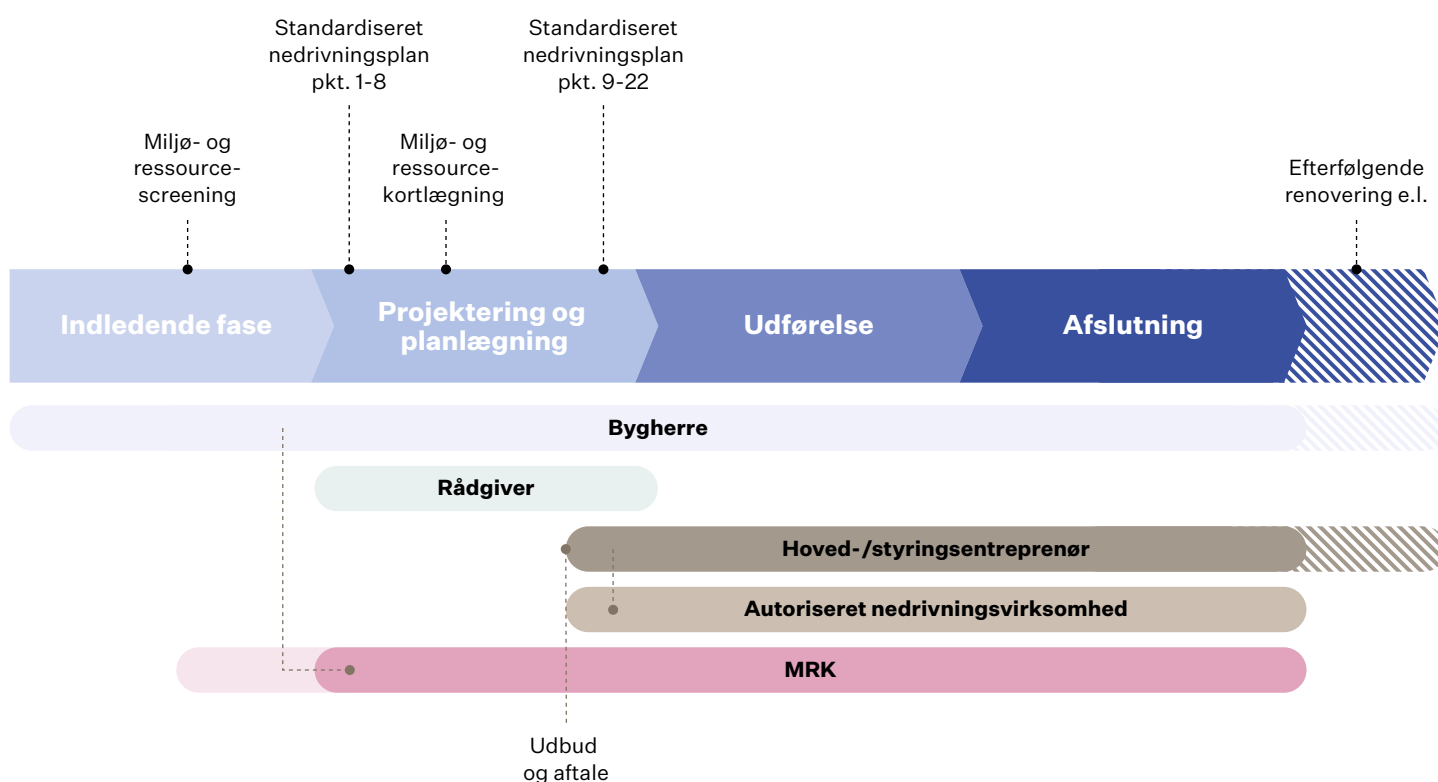 Standardiseret
nedrivningsplan
pkt. 1-8
Standardiseret
nedrivningsplan
pkt. 9-22
Miljø- og
ressource-
screening
Miljø- og
ressource-
kortlægning
Efterfølgende
renovering e.l.
Indledende fase
Projektering og
planlægning
Udførelse
Afslutning
Bygherre
Rådgiver
Hoved-/styringsentreprenør
Autoriseret nedrivningsvirksomhed
MRK
Udbud
og aftale